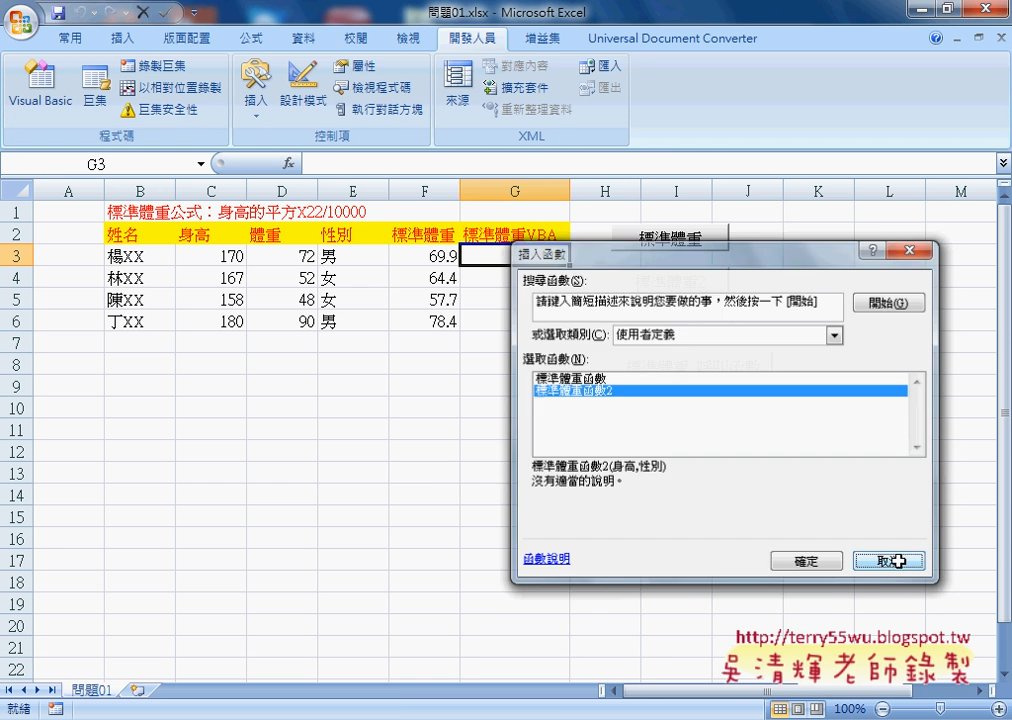 問題01.xlsx - Microsoft Excel
常用 插入 版面配置 公式 資料 校閱 檢視 開發人員 增益集 Universal Document Converter
Visual Basic
巨集
錄製巨集
以相對位置錄製
巨集安全性
程式碼
插入
設計模式
屬性
檢視程式碼
執行對話方塊
控制項
來源
對應內容
擴充套件
重新整理資料
匯入
匯出
XML
G3
fx
A B C D E F G H I J K L M
1 標準體重公式：身高的平方X22/10000
2 姓名 身高 體重 性別 標準體重 標準體重VBA
3 楊XX 170 72 男 69.9
4 林XX 167 52 女 64.4
5 陳XX 158 48 女 57.7
6 丁XX 180 90 男 78.4
7
8
9
10
11
12
13
14
15
16
17
18
19
20
21
22
標準體重
插入函數
搜尋函數(S):
請鍵入簡短描述來說明您要做的事，然後按一下 [開始]
開始(G)
或選取類別(C): 使用者定義
選取函數(N):
標準體重函數
標準體重函數2
標準體重函數2(身高,性別)
沒有適當的說明。
函數說明
確定
http://terry55wu.blogspot.tw
吳清輝老師錄製
問題01
就緒
100%